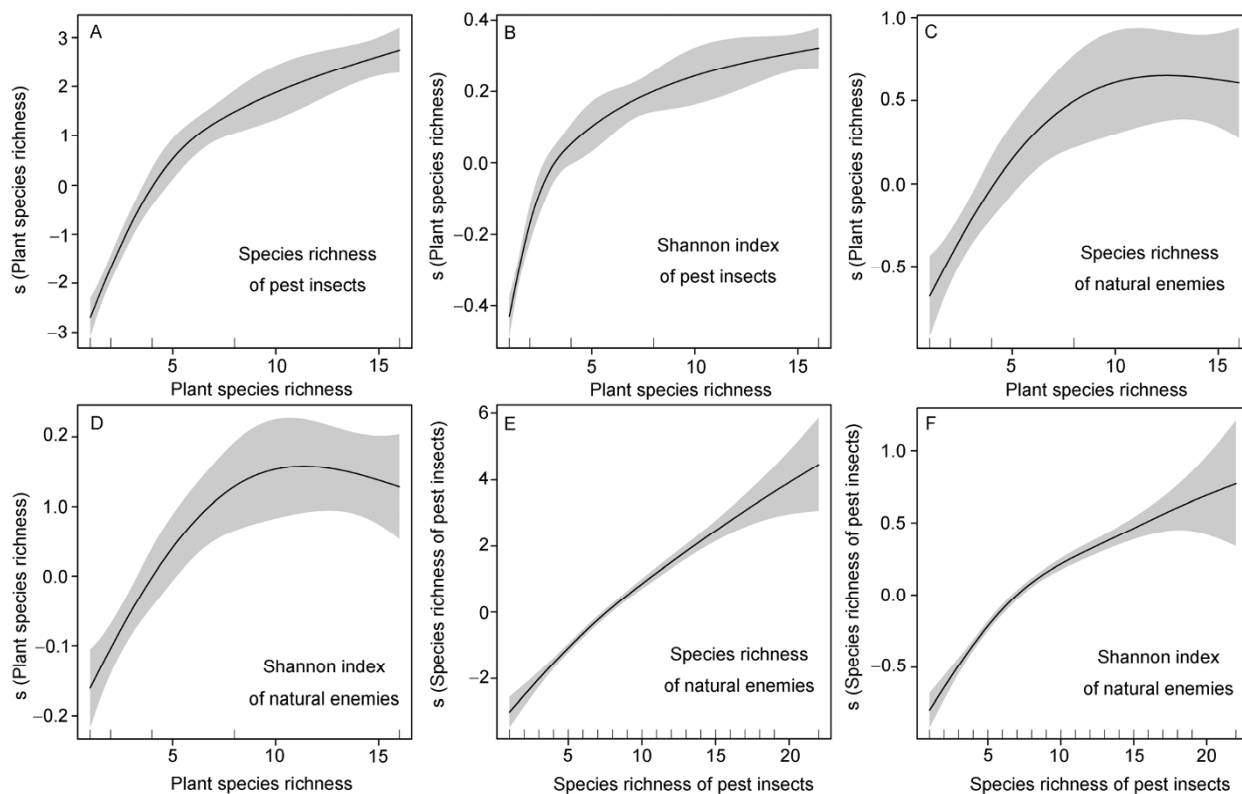 A
s (Plant species richness)
3
2
1
0
−1
−2
−3
Species richness
of pest insects
5 10 15
Plant species richness
B
s (Plant species richness)
0.4
0.2
0.0
−0.2
−0.4
Shannon index
of pest insects
5 10 15
Plant species richness
C
s (Plant species richness)
1.0
0.5
0.0
−0.5
Species richness
of natural enemies
5 10 15
Plant species richness
D
s (Plant species richness)
0.2
1.0
0.0
−0.1
−0.2
Shannon index
of natural enemies
5 10 15
Plant species richness
E
s (Species richness of pest insects)
6
4
2
0
−2
Species richness
of natural enemies
5 10 15 20
Species richness of pest insects
F
s (Species richness of pest insects)
1.0
0.5
0.0
−0.5
Shannon index
of natural enemies
5 10 15 20
Species richness of pest insects